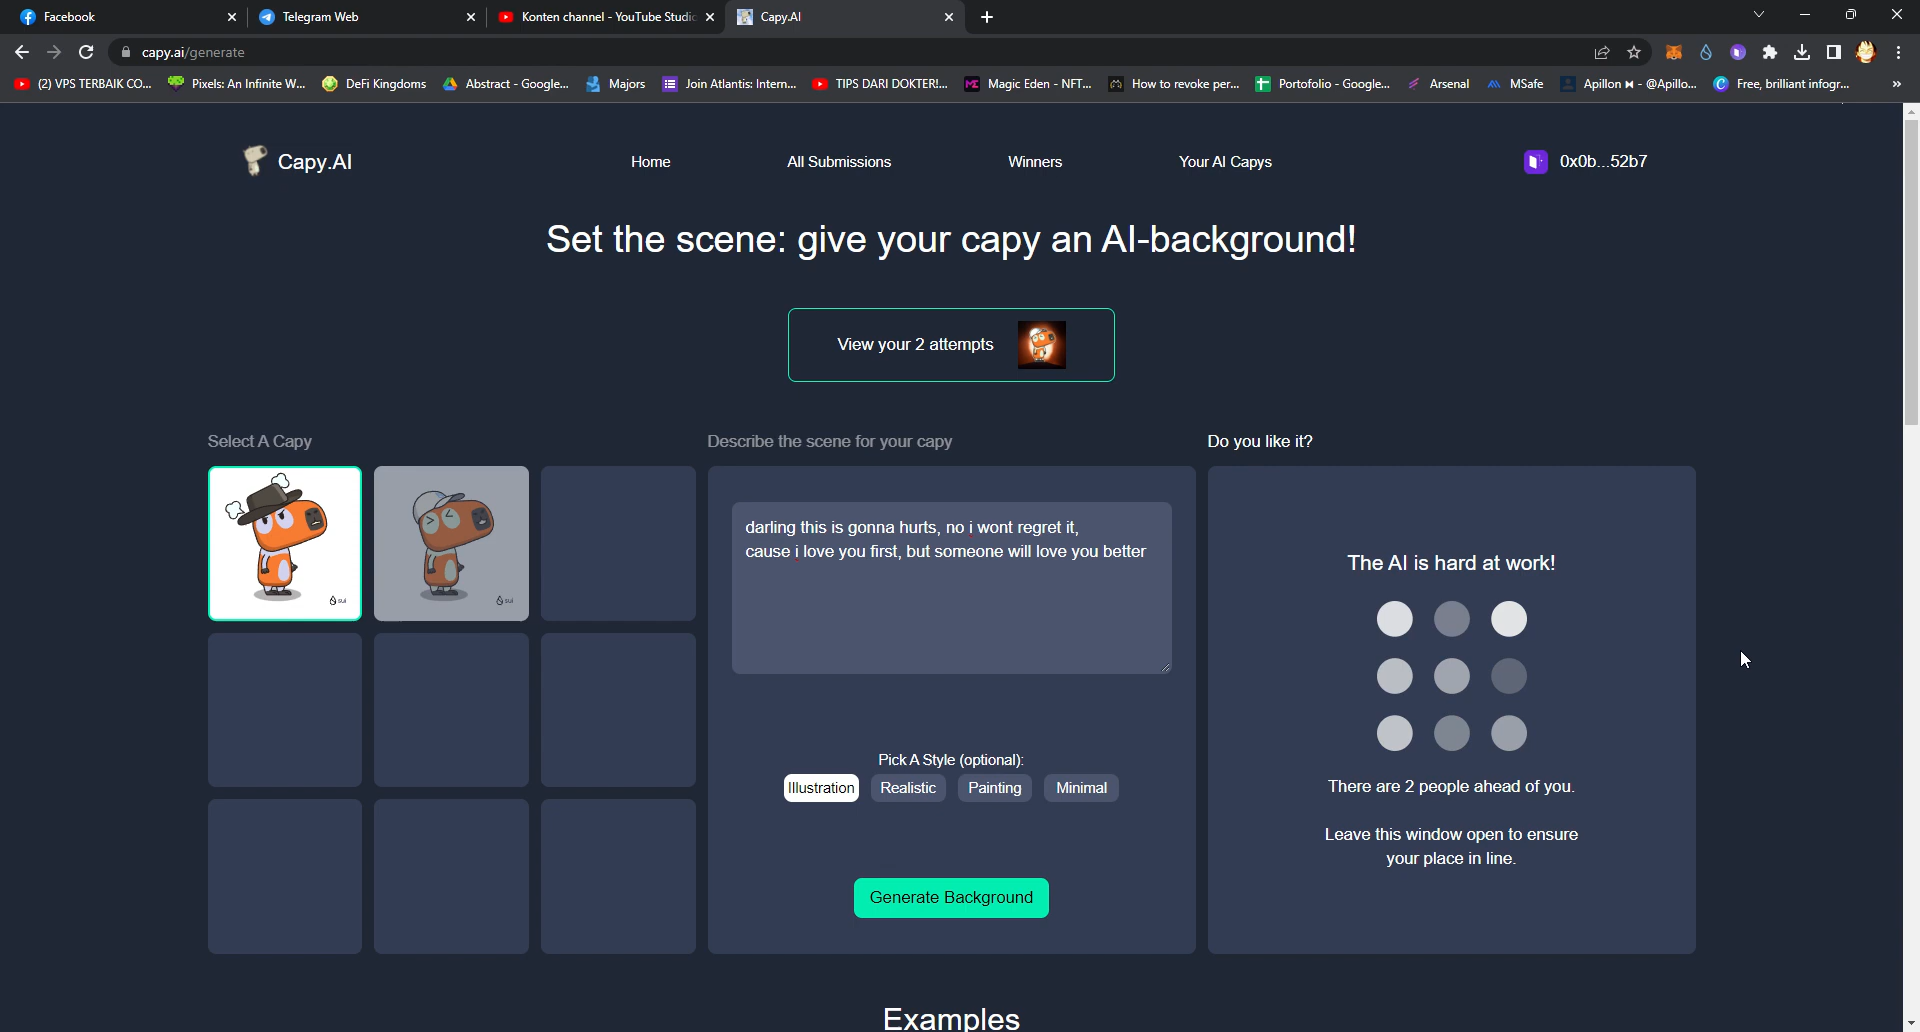 Facebook
Telegram Web
Konten channel - YouTube Studi
Capy.AI
capy.ai/generate
(2) VPS TERBAIK CO...
Pixels: An Infinite W...
DeFi Kingdoms
Abstract - Google...
Majors
Join Atlantis: Intern...
TIPS DARI DOKTER!...
Magic Eden - NFT...
How to revoke per...
Portofolio - Google...
Arsenal
MSafe
Apillon ⧓ - @Apillo...
Free, brilliant infogr...
Capy.AI
Home
All Submissions
Winners
Your AI Capys
0x0b...52b7
Set the scene: give your capy an AI-background!
View your 2 attempts
Select A Capy
Describe the scene for your capy
Do you like it?
sui
sui
darling this is gonna hurts, no i wont regret it,
cause i love you first, but someone will love you better
Pick A Style (optional):
Illustration
Realistic
Painting
Minimal
Generate Background
The AI is hard at work!
There are 2 people ahead of you.
Leave this window open to ensure
your place in line.
Examples